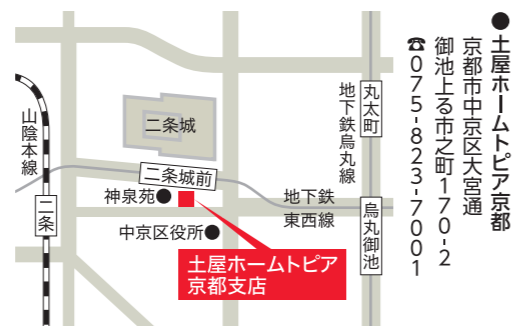 ●土屋ホームトピア京都
京都市中京区大宮通
御池上る市之町170-2
☎075-823-7001
丸太町
地下鉄烏丸線
二条城
山陰本線
二条城前
神泉苑
地下鉄
東西線
二条
烏丸御池
中京区役所
土屋ホームトピア
京都支店